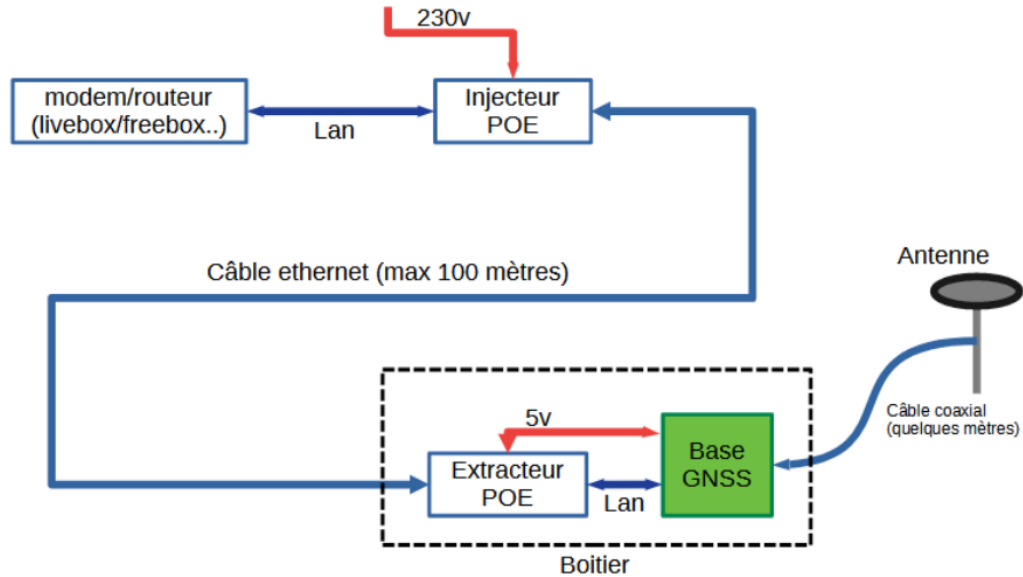 230v
modem/routeur
(livebox/freebox..)
Lan
Injecteur
POE
Câble ethernet (max 100 mètres)
Antenne
Câble coaxial
(quelques mètres)
5v
Extracteur
POE
Lan
Base
GNSS
Boitier